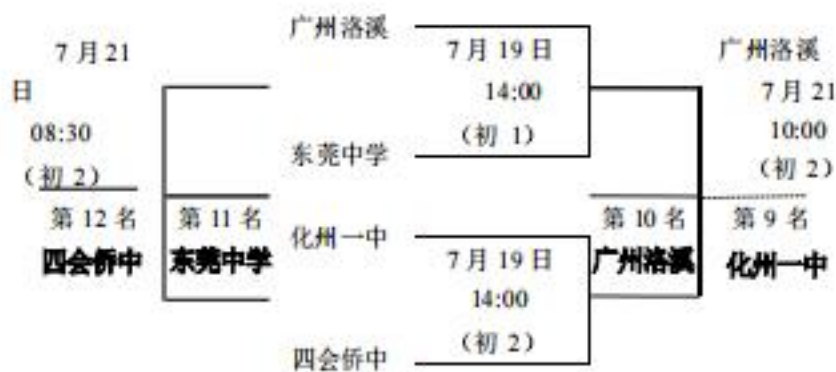 广州洛溪
7月21
日
08:30
（初 2）
7月19日
14:00
（初 1）
广州洛溪
7月21
10:00
（初 2）
东莞中学
第 12 名
第 11 名
化州一中
第 10 名
第 9 名
四会侨中
东莞中学
7月19日
14:00
（初 2）
广州洛溪
化州一中
四会侨中